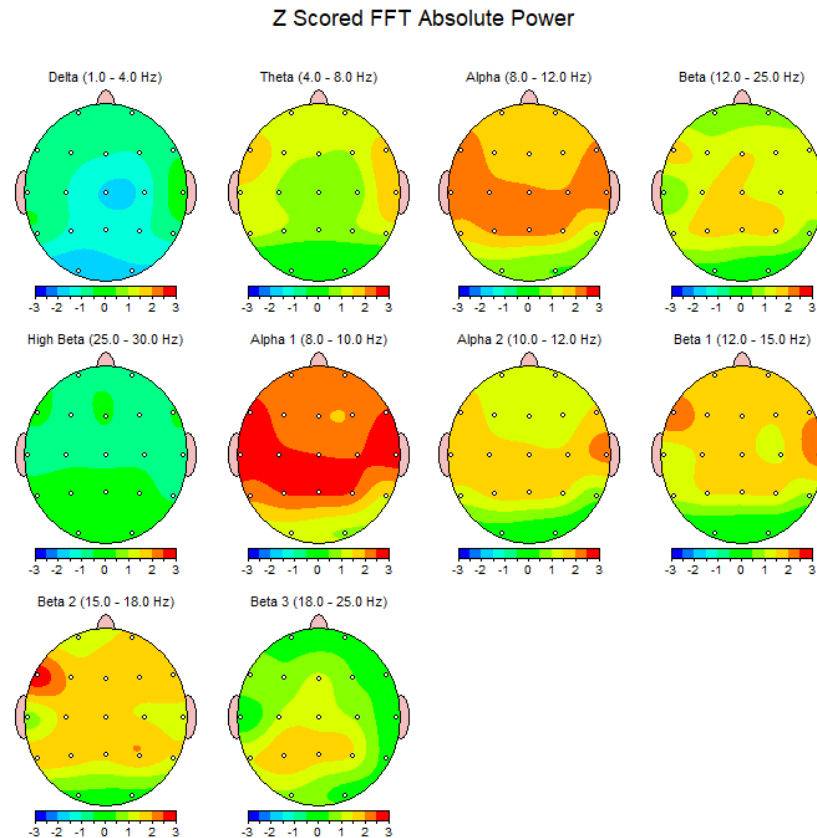 Z Scored FFT Absolute Power
Delta (1.0 - 4.0 Hz)
Theta (4.0 - 8.0 Hz)
Alpha (8.0 - 12.0 Hz)
Beta (12.0 - 25.0 Hz)
-3 -2 -1 0 1 2 3
-3 -2 -1 0 1 2 3
-3 -2 -1 0 1 2 3
-3 -2 -1 0 1 2 3
High Beta (25.0 - 30.0 Hz)
Alpha 1 (8.0 - 10.0 Hz)
Alpha 2 (10.0 - 12.0 Hz)
Beta 1 (12.0 - 15.0 Hz)
-3 -2 -1 0 1 2 3
-3 -2 -1 0 1 2 3
-3 -2 -1 0 1 2 3
-3 -2 -1 0 1 2 3
Beta 2 (15.0 - 18.0 Hz)
Beta 3 (18.0 - 25.0 Hz)
-3 -2 -1 0 1 2 3
-3 -2 -1 0 1 2 3